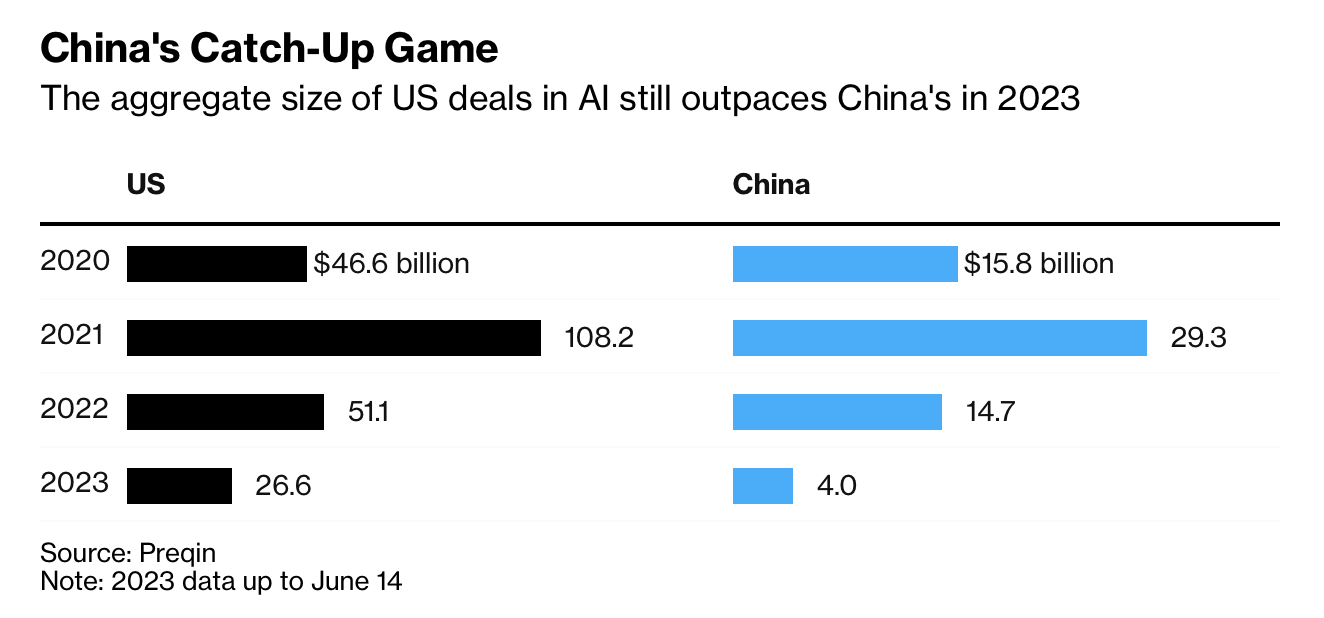 China's Catch-Up Game
The aggregate size of US deals in AI still outpaces China's in 2023
US China
2020 $46.6 billion $15.8 billion
2021 108.2 29.3
2022 51.1 14.7
2023 26.6 4.0
Source: Preqin
Note: 2023 data up to June 14